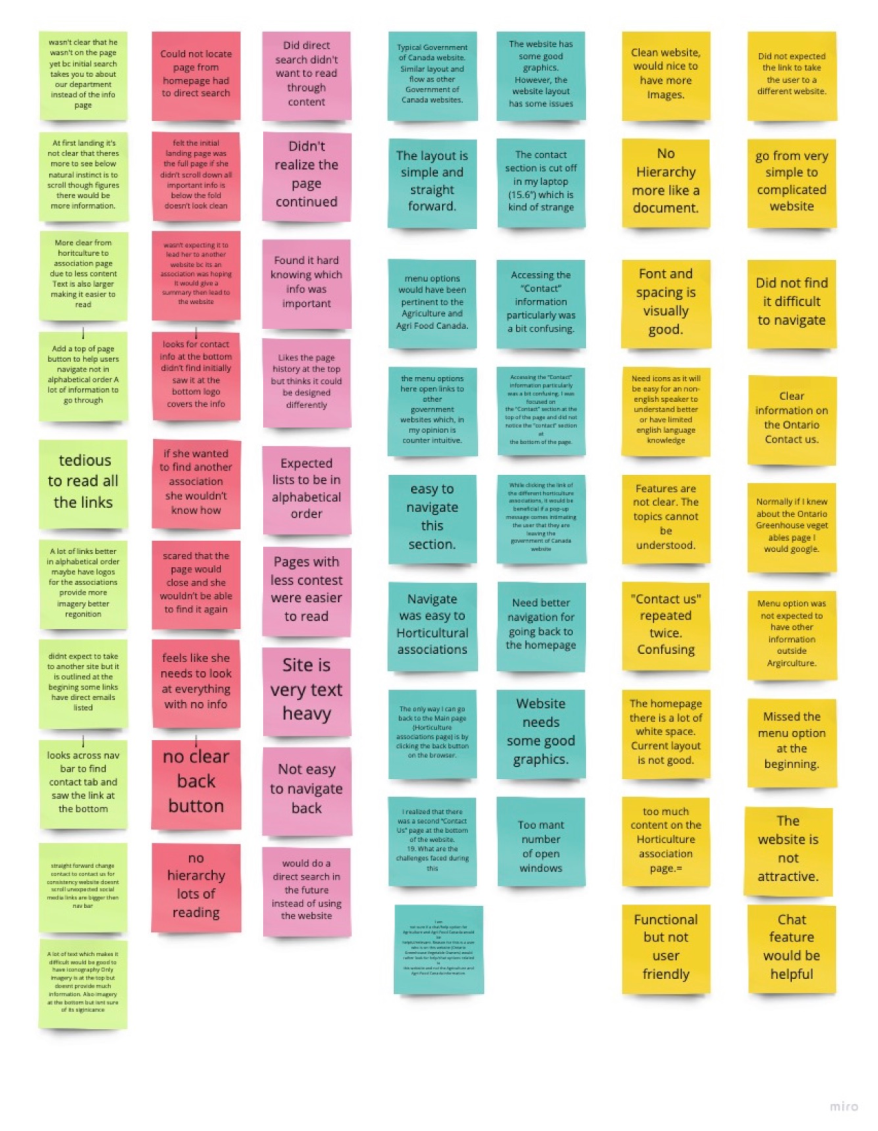 wasn't clear that he
wasn't on the page
yet bc initial search
takes you to about
our department
instead of the info
page
At first landing it's
not clear that theres
more to see below
natural instinct is to
scroll though figures
there would be
more information.
More clear from
horitculture to
association page
due to less content
Text is also larger
making it easier to
read
Add a top of page
button to help users
navigate not in
alphabetical order A
lot of information to
go through
tedious
to read all
the links
A lot of links better
in alphabetical order
maybe have logos
for the associations
provide more
imagery better
regonition
didnt expect to take
to another site but it
is outlined at the
begining some links
have direct emails
listed
looks across nav
bar to find
contact tab and
saw the link at
the bottom
straight forward change
contact to contact us for
consistency website doesnt
scroll unexpected social
media links are bigger then
nav bar
A lot of text which makes it
difficult would be good to
have iconography Only
imagery is at the top but
doesnt provide much
information. Also imagery
at the bottom but isnt sure
of its signicance
Could not locate
page from
homepage had
to direct search
felt the initial
landing page was
the full page if she
didn't scroll down all
important info is
below the fold
doesn't look clean
wasn't expecting it to
lead her to another
website bc its an
association was hoping
it would give a
summary then lead to
the website
looks for contact
info at the bottom
didn't find initially
saw it at the
bottom logo
covers the info
if she wanted
to find another
association
she wouldn't
know how
scared that the
page would
close and she
wouldn't be able
to find it again
feels like she
needs to look
at everything
with no info
no clear
back
button
no
hierarchy
lots of
reading
Did direct
search didn't
want to read
through
content
Didn't
realize the
page
continued
Found it hard
knowing which
info was
important
Likes the page
history at the top
but thinks it could
be designed
differently
Expected
lists to be in
alphabetical
order
Pages with
less contest
were easier
to read
Site is
very text
heavy
Not easy
to navigate
back
would do a
direct search in
the future
instead of using
the website
Typical Government
of Canada website.
Similar layout and
flow as other
Government of
Canada websites.
The layout is
simple and
straight
forward.
menu options
would have been
pertinent to the
Agriculture and
Agri Food Canada.
the menu options
here open links to
other
government
websites which, in
my opinion is
counter intuitive.
easy to
navigate
this
section.
Navigate
was easy to
Horticultural
associations
The only way I can go
back to the Main page
(Horticulture
associations page) is by
clicking the back button
on the browser.
I realized that there
was a second "Contact
Us" page at the bottom
of the website.
19. What are the
challenges faced during
this
The website has
some good
graphics.
However, the
website layout
has some issues
The contact
section is cut off
in my laptop
(15.6") which is
kind of strange
Accessing the
"Contact"
information
particularly was
a bit confusing.
Accessing the "Contact"
information particularly
was a bit confusing. I was
focused on
the "Contact" section at the
top of the page and did not
notice the "contact" section
at
the bottom of the page.
While clicking the link of
the different horticulture
associations, it would be
beneficial if a pop-up
message comes intimating
the user that they are
leaving the
government of Canada
website
Need better
navigation for
going back to
the homepage
Website
needs
some good
graphics.
Too mant
number
of open
windows
Clean website,
would nice to
have more
Images.
No
Hierarchy
more like a
document.
Font and
spacing is
visually
good.
Need icons as it will
be easy for an non-
english speaker to
understand better
or have limited
english language
knowledge
Features are
not clear. The
topics cannot
be
understood.
"Contact us"
repeated
twice.
Confusing
The homepage
there is a lot of
white space.
Current layout
is not good.
too much
content on the
Horticulture
association
page.=
Functional
but not
user
friendly
Did not expected
the link to take
the user to a
different website.
go from very
simple to
complicated
website
Did not find
it difficult
to navigate
Clear
information on
the Ontario
Contact us.
Normally if I knew
about the Ontario
Greenhouse veget
ables page I
would google.
Menu option was
not expected to
have other
information
outside
Argirculture.
Missed the
menu option
at the
beginning.
The
website is
not
attractive.
Chat
feature
would be
helpful
miro